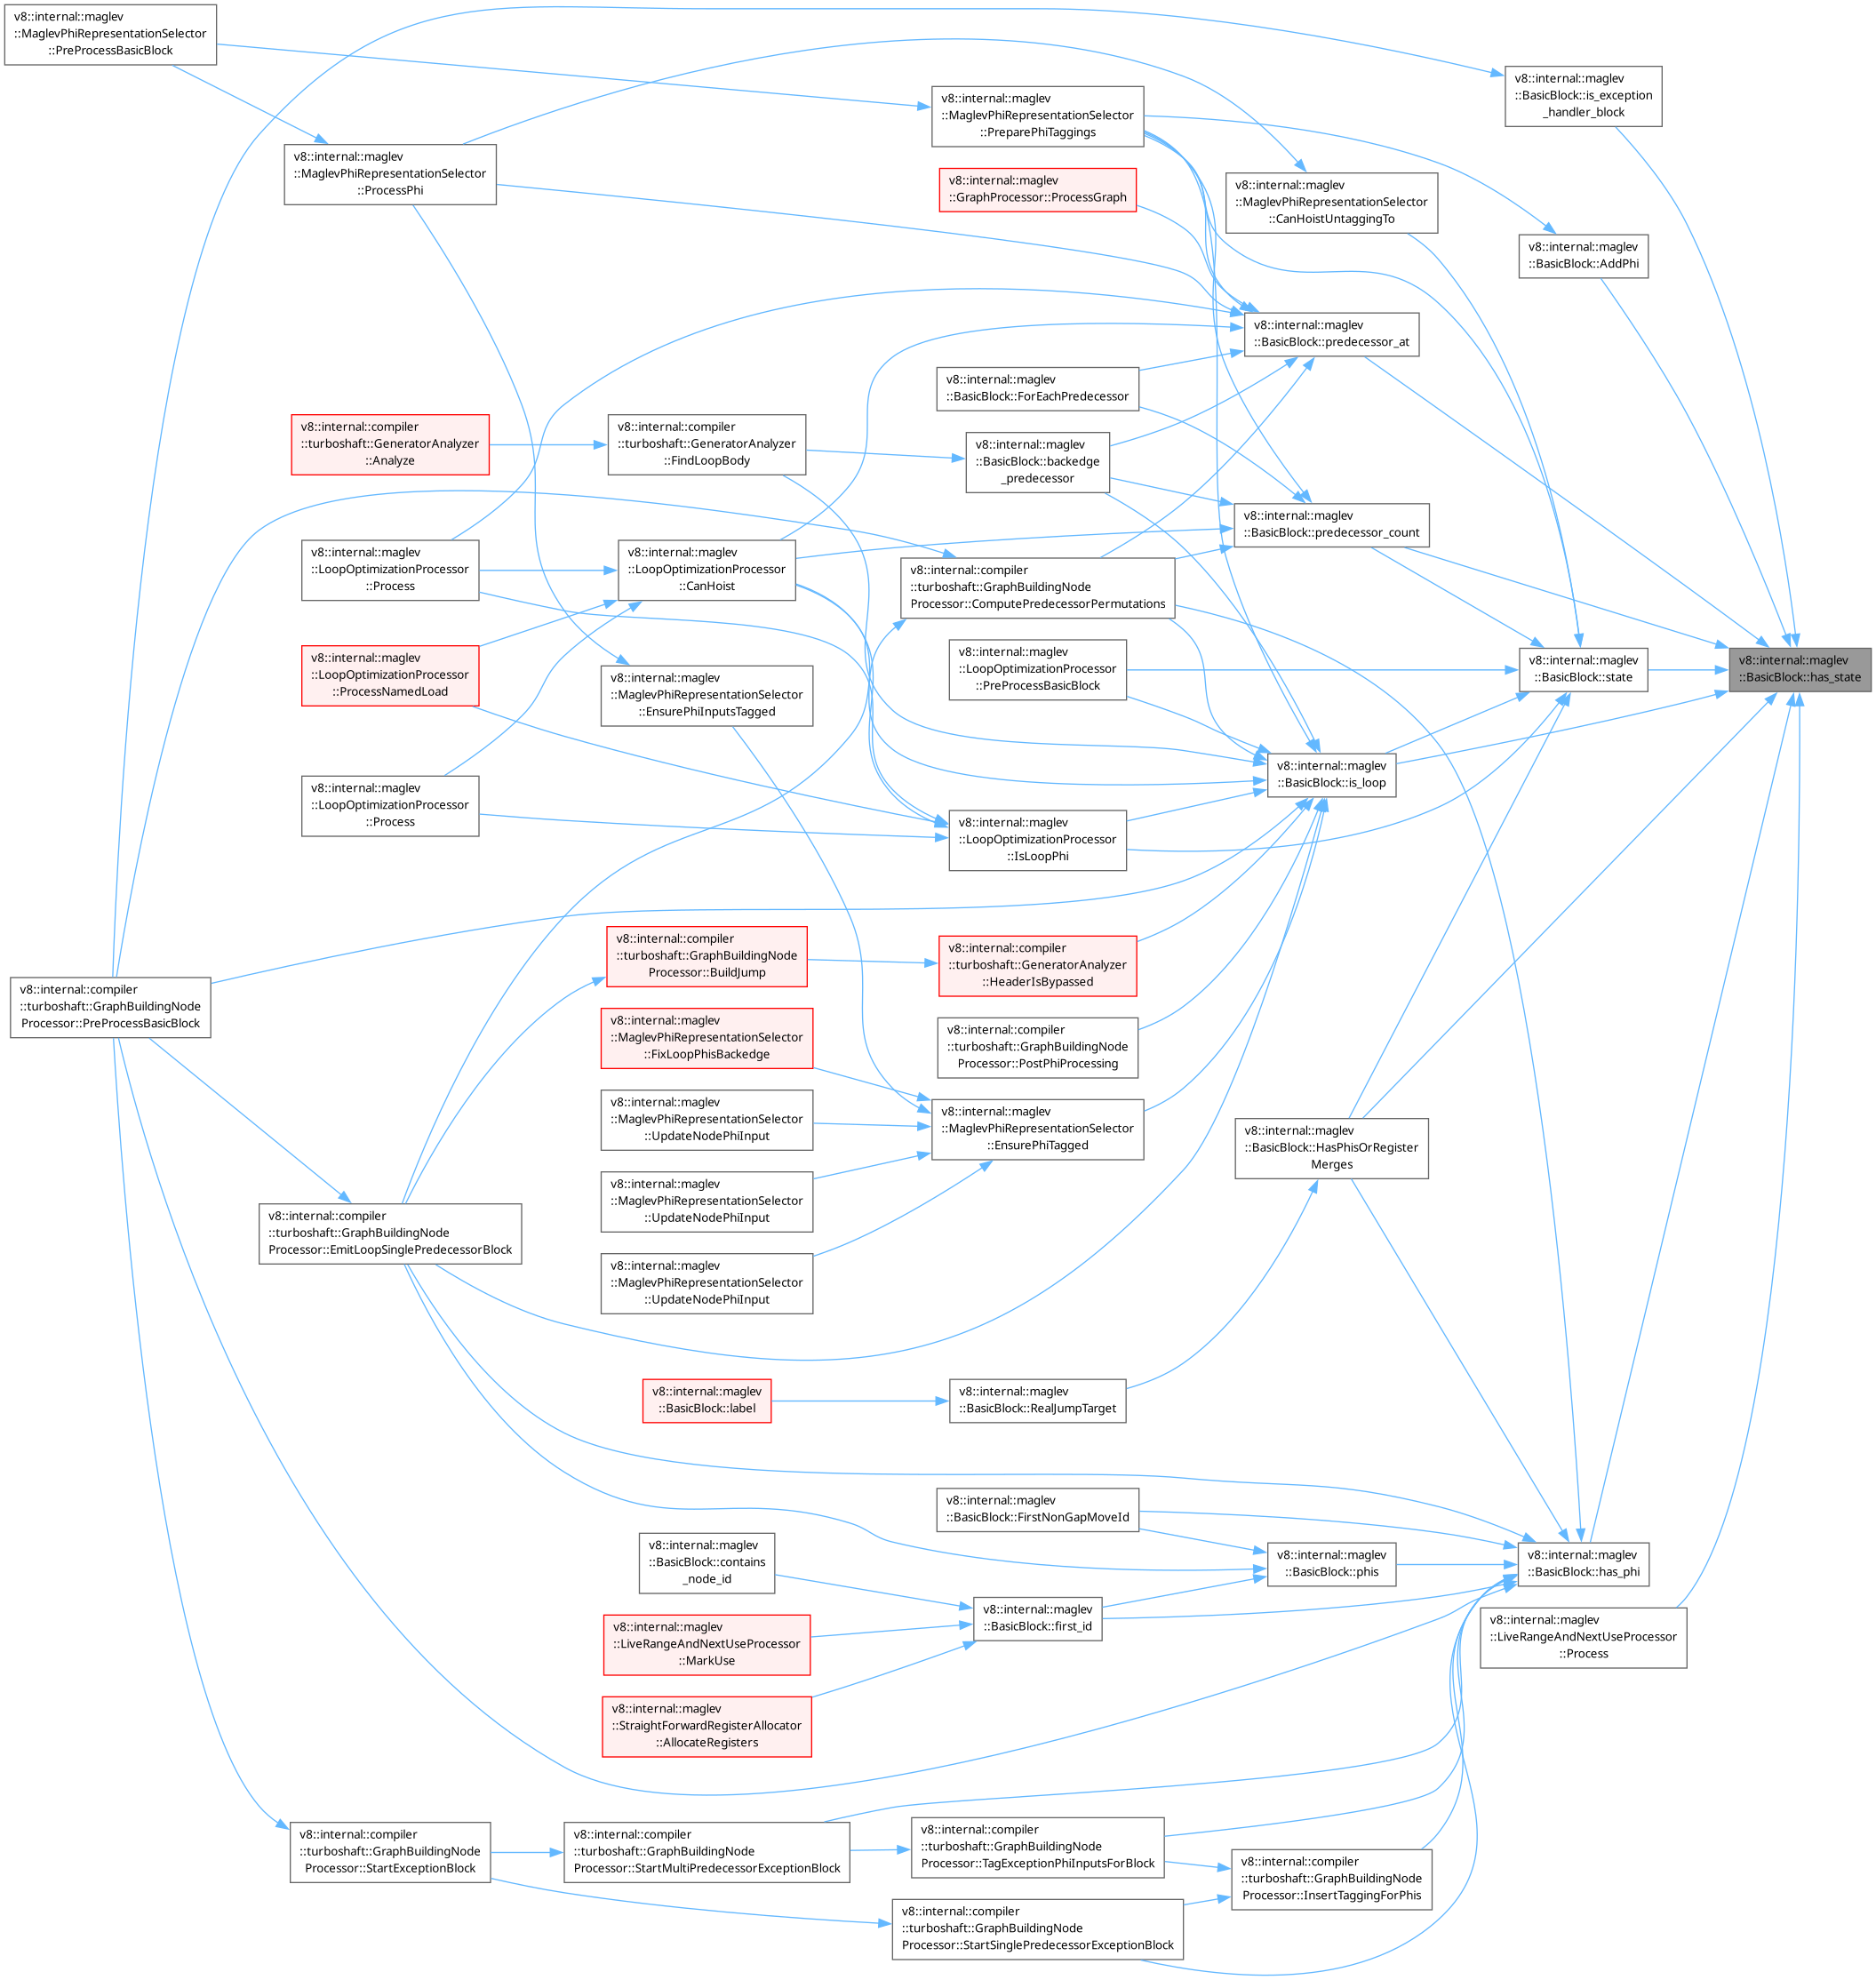 v8::internal::maglev
::MaglevPhiRepresentationSelector
::PreProcessBasicBlock
v8::internal::maglev
::BasicBlock::is_exception
_handler_block
v8::internal::maglev
::MaglevPhiRepresentationSelector
::PreparePhiTaggings
v8::internal::maglev
::MaglevPhiRepresentationSelector
::ProcessPhi
v8::internal::maglev
::GraphProcessor::ProcessGraph
v8::internal::maglev
::MaglevPhiRepresentationSelector
::CanHoistUntaggingTo
v8::internal::maglev
::BasicBlock::AddPhi
v8::internal::maglev
::BasicBlock::predecessor_at
v8::internal::maglev
::BasicBlock::ForEachPredecessor
v8::internal::compiler
::turboshaft::GeneratorAnalyzer
::Analyze
v8::internal::compiler
::turboshaft::GeneratorAnalyzer
::FindLoopBody
v8::internal::maglev
::BasicBlock::backedge
_predecessor
v8::internal::maglev
::BasicBlock::predecessor_count
v8::internal::maglev
::LoopOptimizationProcessor
::Process
v8::internal::maglev
::LoopOptimizationProcessor
::CanHoist
v8::internal::compiler
::turboshaft::GraphBuildingNode
Processor::ComputePredecessorPermutations
v8::internal::maglev
::LoopOptimizationProcessor
::ProcessNamedLoad
v8::internal::maglev
::MaglevPhiRepresentationSelector
::EnsurePhiInputsTagged
v8::internal::maglev
::LoopOptimizationProcessor
::PreProcessBasicBlock
v8::internal::maglev
::BasicBlock::state
v8::internal::maglev
::BasicBlock::has_state
v8::internal::maglev
::LoopOptimizationProcessor
::Process
v8::internal::maglev
::BasicBlock::is_loop
v8::internal::maglev
::LoopOptimizationProcessor
::IsLoopPhi
v8::internal::compiler
::turboshaft::GraphBuildingNode
Processor::PreProcessBasicBlock
v8::internal::compiler
::turboshaft::GraphBuildingNode
Processor::BuildJump
v8::internal::compiler
::turboshaft::GeneratorAnalyzer
::HeaderIsBypassed
v8::internal::maglev
::MaglevPhiRepresentationSelector
::FixLoopPhisBackedge
v8::internal::compiler
::turboshaft::GraphBuildingNode
Processor::PostPhiProcessing
v8::internal::maglev
::MaglevPhiRepresentationSelector
::UpdateNodePhiInput
v8::internal::maglev
::MaglevPhiRepresentationSelector
::EnsurePhiTagged
v8::internal::maglev
::BasicBlock::HasPhisOrRegister
Merges
v8::internal::maglev
::MaglevPhiRepresentationSelector
::UpdateNodePhiInput
v8::internal::compiler
::turboshaft::GraphBuildingNode
Processor::EmitLoopSinglePredecessorBlock
v8::internal::maglev
::MaglevPhiRepresentationSelector
::UpdateNodePhiInput
v8::internal::maglev
::BasicBlock::label
v8::internal::maglev
::BasicBlock::RealJumpTarget
v8::internal::maglev
::BasicBlock::FirstNonGapMoveId
v8::internal::maglev
::BasicBlock::contains
_node_id
v8::internal::maglev
::BasicBlock::phis
v8::internal::maglev
::BasicBlock::has_phi
v8::internal::maglev
::BasicBlock::first_id
v8::internal::maglev
::LiveRangeAndNextUseProcessor
::MarkUse
v8::internal::maglev
::LiveRangeAndNextUseProcessor
::Process
v8::internal::maglev
::StraightForwardRegisterAllocator
::AllocateRegisters
v8::internal::compiler
::turboshaft::GraphBuildingNode
Processor::StartExceptionBlock
v8::internal::compiler
::turboshaft::GraphBuildingNode
Processor::StartMultiPredecessorExceptionBlock
v8::internal::compiler
::turboshaft::GraphBuildingNode
Processor::TagExceptionPhiInputsForBlock
v8::internal::compiler
::turboshaft::GraphBuildingNode
Processor::InsertTaggingForPhis
v8::internal::compiler
::turboshaft::GraphBuildingNode
Processor::StartSinglePredecessorExceptionBlock